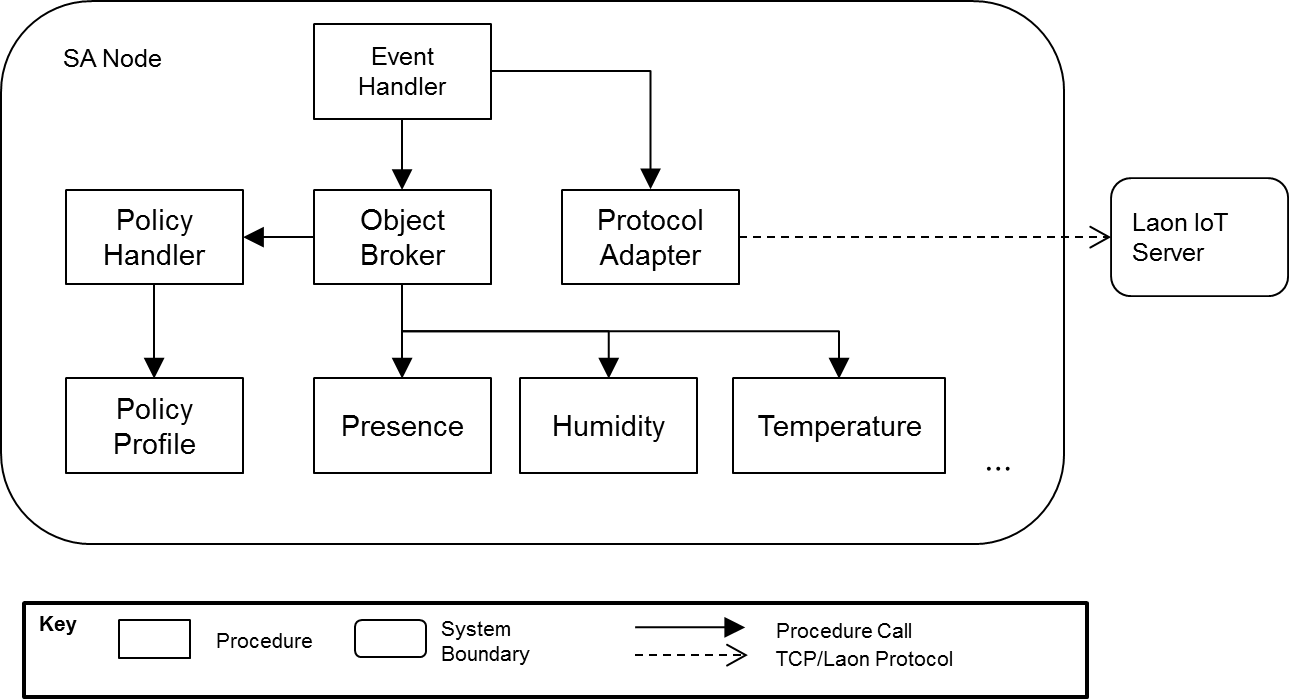 SA Node
Event
Handler
Policy
Handler
Object
Broker
Protocol
Adapter
Laon IoT
Server
Policy
Profile
Presence
Humidity
Temperature
...
Key
Procedure
System
Boundary
Procedure Call
TCP/Laon Protocol